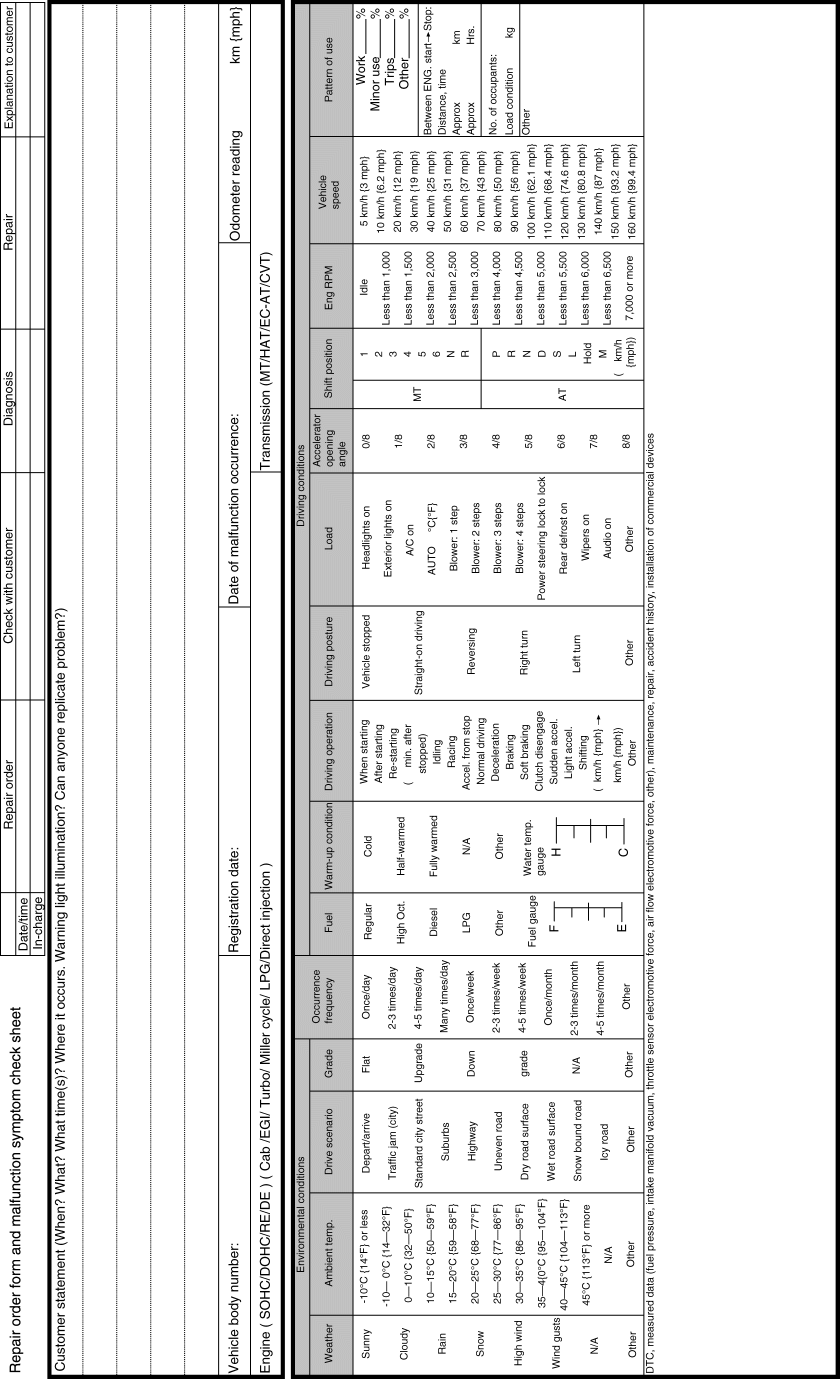 Repair order form and malfunction symptom check sheet
Repair order
Check with customer
Diagnosis
Repair
Explanation to customer
Date/time
In-charge
Customer statement (When? What? What time(s)? Where it occurs. Warning light illumination? Can anyone replicate problem?)
Vehicle body number:
Registration date:
Date of malfunction occurrence:
Odometer reading
km {mph}
Engine ( SOHC/DOHC/RE/DE ) ( Cab /EGI/ Turbo/ Miller cycle/ LPG/Direct injection )
Transmission (MT/HAT/EC-AT/CVT)
Environmental conditions
Driving conditions
Weather
Sunny
Cloudy
Rain
Snow
High wind
Wind gusts
N/A
Other
Ambient temp.
-10°C {14°F} or less
-10— 0°C {14—32°F}
0—10°C {32—50°F}
10—15°C {50—59°F}
15—20°C {59—58°F}
20—25°C {68—77°F}
25—30°C {77—86°F}
30—35°C {86—95°F}
35—4{0°C {95—104°F}
40—45°C {104—113°F}
45°C {113°F} or more
N/A
Other
Drive scenario
Depart/arrive
Traffic jam (city)
Standard city street
Suburbs
Highway
Uneven road
Dry road surface
Wet road surface
Snow bound road
Icy road
Other
Grade
Flat
Upgrade
Down
grade
N/A
Other
Occurrence
frequency
Once/day
2-3 times/day
4-5 times/day
Many times/day
Once/week
2-3 times/week
4-5 times/week
Once/month
2-3 times/month
4-5 times/month
Other
Fuel
Regular
High Oct.
Diesel
LPG
Other
Fuel gauge
F
E
Warm-up condition
Cold
Half-warmed
Fully warmed
N/A
Other
Water temp.
gauge
H
C
Driving operation
When starting
After starting
Re-starting
( min. after
stopped)
Idling
Racing
Accel. from stop
Normal driving
Deceleration
Braking
Soft braking
Clutch disengage
Sudden accel.
Light accel.
Shifting
( km/h {mph} →
km/h {mph})
Other
Driving posture
Vehicle stopped
Straight-on driving
Reversing
Right turn
Left turn
Other
Load
Headlights on
Exterior lights on
A/C on
AUTO °C{°F}
Blower: 1 step
Blower: 2 steps
Blower: 3 steps
Blower: 4 steps
Power steering lock to lock
Rear defrost on
Wipers on
Audio on
Other
Accelerator
opening
angle
0/8
1/8
2/8
3/8
4/8
5/8
6/8
7/8
8/8
Shift position
MT
1
2
3
4
5
6
N
R
AT
P
R
N
D
S
L
Hold
M
( km/h
{mph})
Eng RPM
Idle
Less than 1,000
Less than 1,500
Less than 2,000
Less than 2,500
Less than 3,000
Less than 4,000
Less than 4,500
Less than 5,000
Less than 5,500
Less than 6,000
Less than 6,500
7,000 or more
Vehicle
speed
5 km/h {3 mph}
10 km/h {6.2 mph}
20 km/h {12 mph}
30 km/h {19 mph}
40 km/h {25 mph}
50 km/h {31 mph}
60 km/h {37 mph}
70 km/h {43 mph}
80 km/h {50 mph}
90 km/h {56 mph}
100 km/h {62.1 mph}
110 km/h {68.4 mph}
120 km/h {74.6 mph}
130 km/h {80.8 mph}
140 km/h {87 mph}
150 km/h {93.2 mph}
160 km/h {99.4 mph}
Pattern of use
Work____%
Minor use____%
Trips____%
Other____%
Between ENG. start→Stop:
Distance, time
Approx km
Approx Hrs.
No. of occupants:
Load condition kg
Other
DTC, measured data (fuel pressure, intake manifold vacuum, throttle sensor electromotive force, air flow electromotive force, other), maintenance, repair, accident history, installation of commercial devices